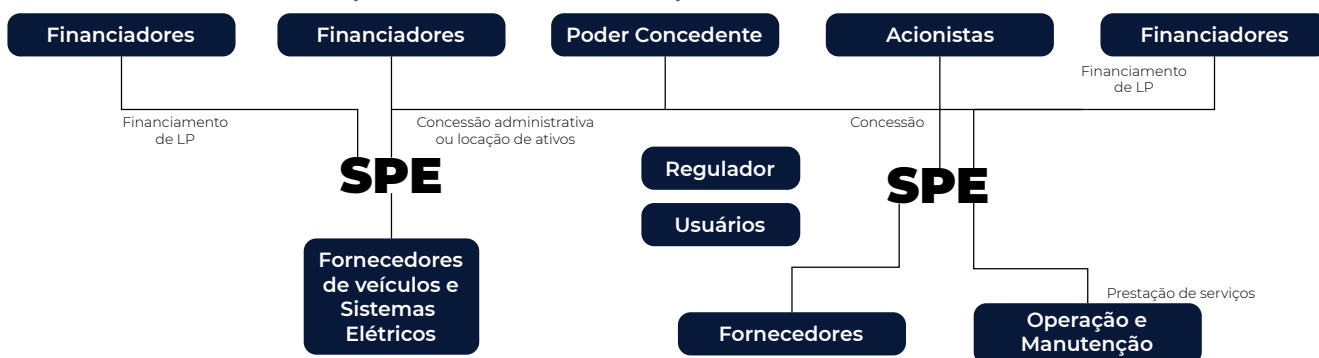 Financiadores
Financiadores
Poder Concedente
Acionistas
Financiadores
Financiamento
de LP
Financiamento
de LP
Concessão administrativa
ou locação de ativos
Concessão
SPE
Regulador
SPE
Usuários
Fornecedores
de veículos e
Sistemas
Elétricos
Prestação de serviços
Fornecedores
Operação e
Manutenção